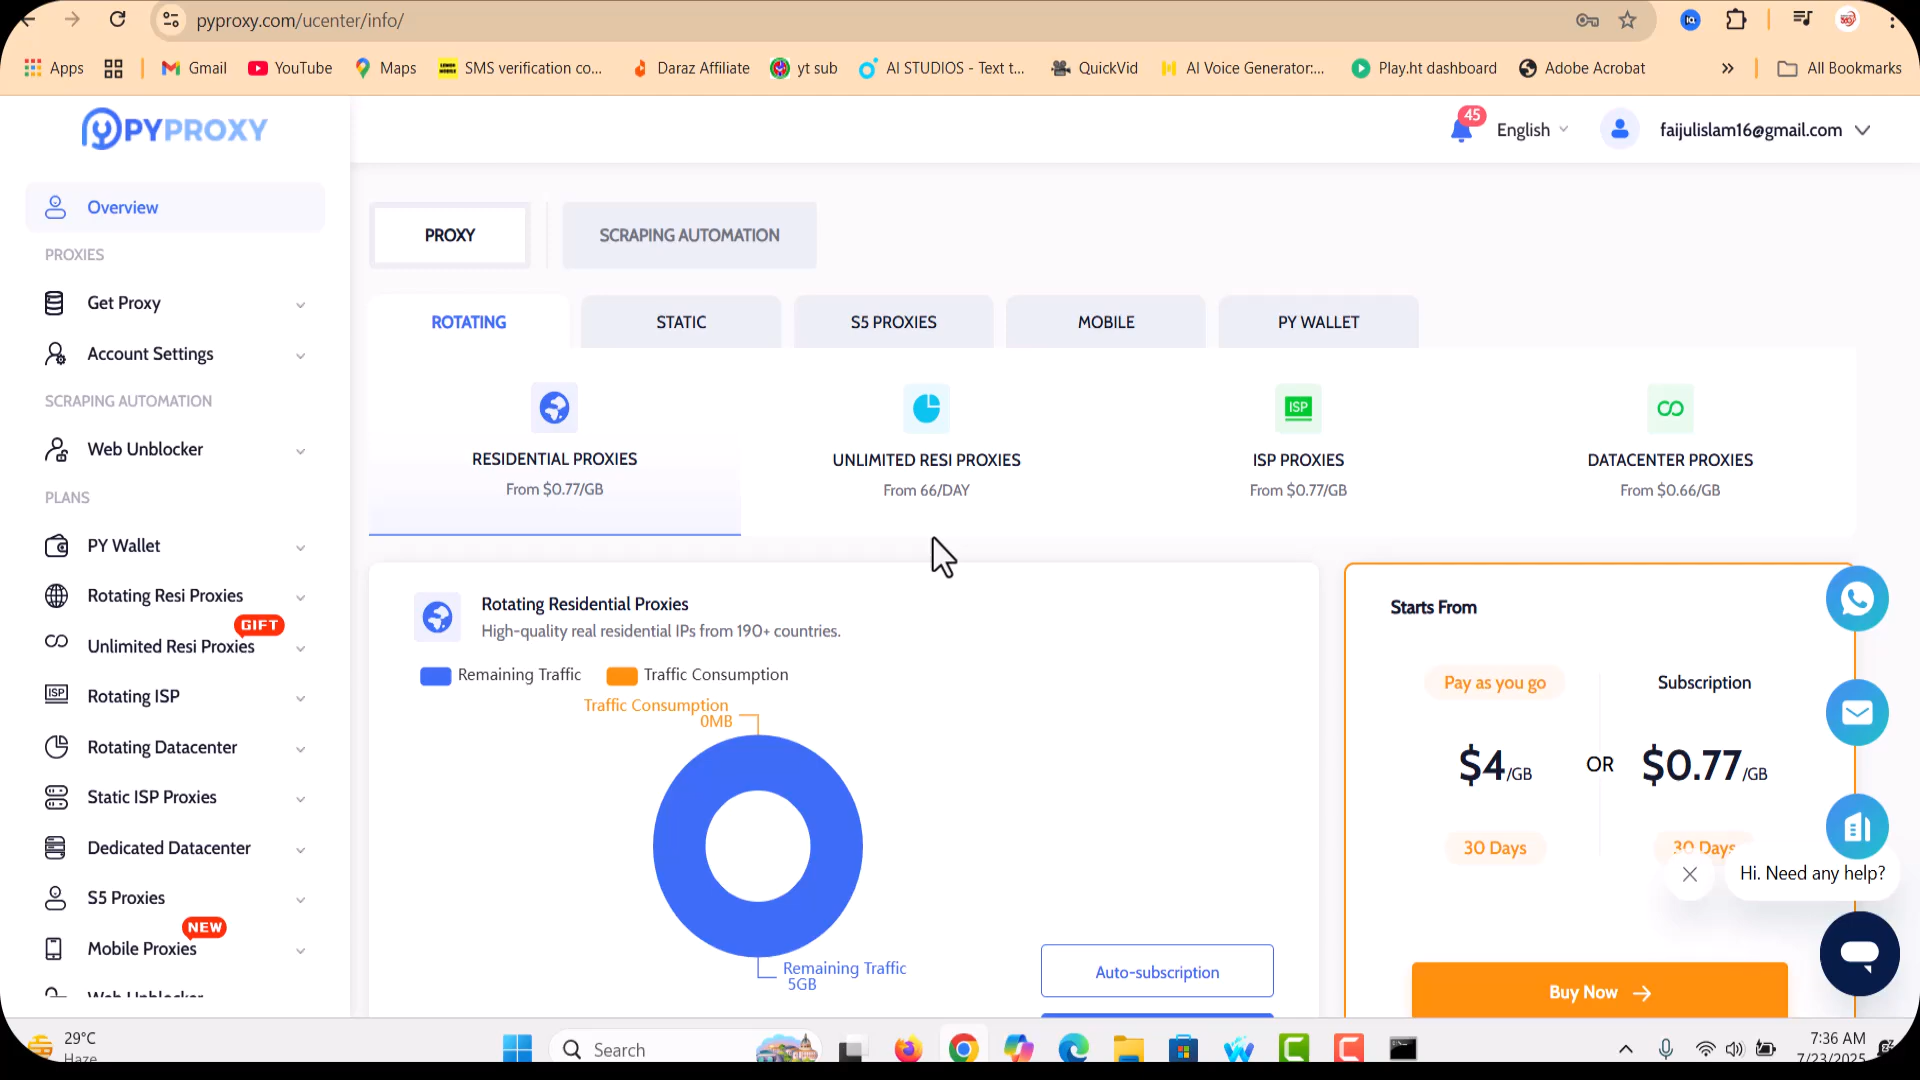 pyproxy.com/ucenter/info/
Apps
Gmail
YouTube
Maps
SMS verification co...
Daraz Affiliate
yt sub
AI STUDIOS - Text t...
QuickVid
AI Voice Generator:...
Play.ht dashboard
Adobe Acrobat
All Bookmarks
PYPROXY
45
English
faijulislam16@gmail.com
Overview
PROXIES
Get Proxy
Account Settings
SCRAPING AUTOMATION
Web Unblocker
PLANS
PY Wallet
Rotating Resi Proxies
GIFT
Unlimited Resi Proxies
ISP
Rotating ISP
Rotating Datacenter
Static ISP Proxies
Dedicated Datacenter
S5 Proxies
NEW
Mobile Proxies
Web Unblocker
PROXY
SCRAPING AUTOMATION
ROTATING
STATIC
S5 PROXIES
MOBILE
PY WALLET
RESIDENTIAL PROXIES
From $0.77/GB
UNLIMITED RESI PROXIES
From 66/DAY
ISP
ISP PROXIES
From $0.77/GB
DATACENTER PROXIES
From $0.66/GB
Rotating Residential Proxies
High-quality real residential IPs from 190+ countries.
Remaining Traffic
Traffic Consumption
Traffic Consumption
0MB
Remaining Traffic
5GB
Auto-subscription
Starts From
Pay as you go
$4/GB
30 Days
OR
Subscription
$0.77/GB
30 Days
Buy Now
Hi. Need any help?
29°C
Haze
Search
7:36 AM
7/23/2025